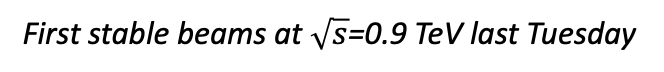 First stable beams at √s=0.9 TeV last Tuesday